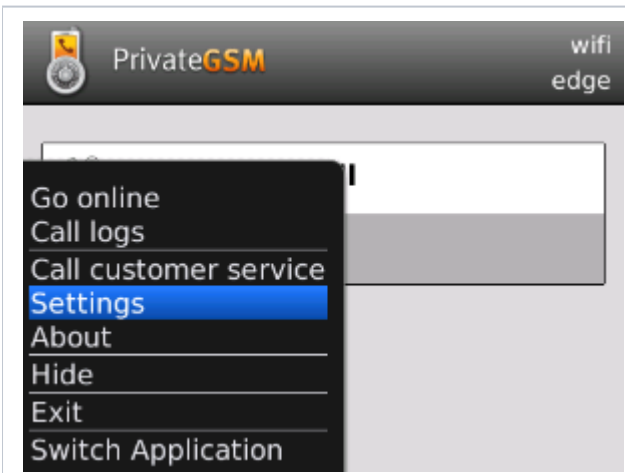 PrivateGSM
wifi
edge
Go online
Call logs
Call customer service
Settings
About
Hide
Exit
Switch Application